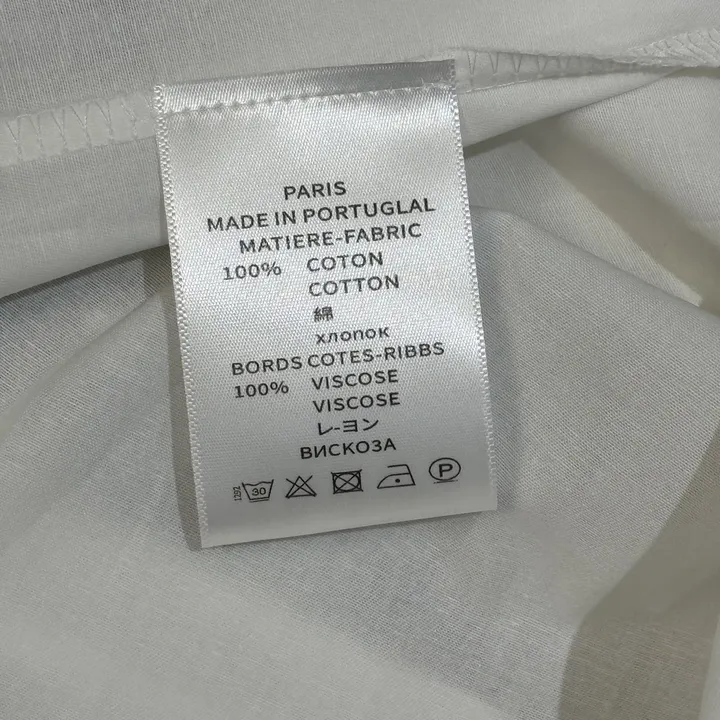 PARIS
MADE IN PORTUGLAL
MATIERE-FABRIC
100% COTON
COTTON
綿
хлопок
BORDS COTES-RIBBS
100% VISCOSE
VISCOSE
レ-ヨン
ВИСКОЗА
1282 30 P